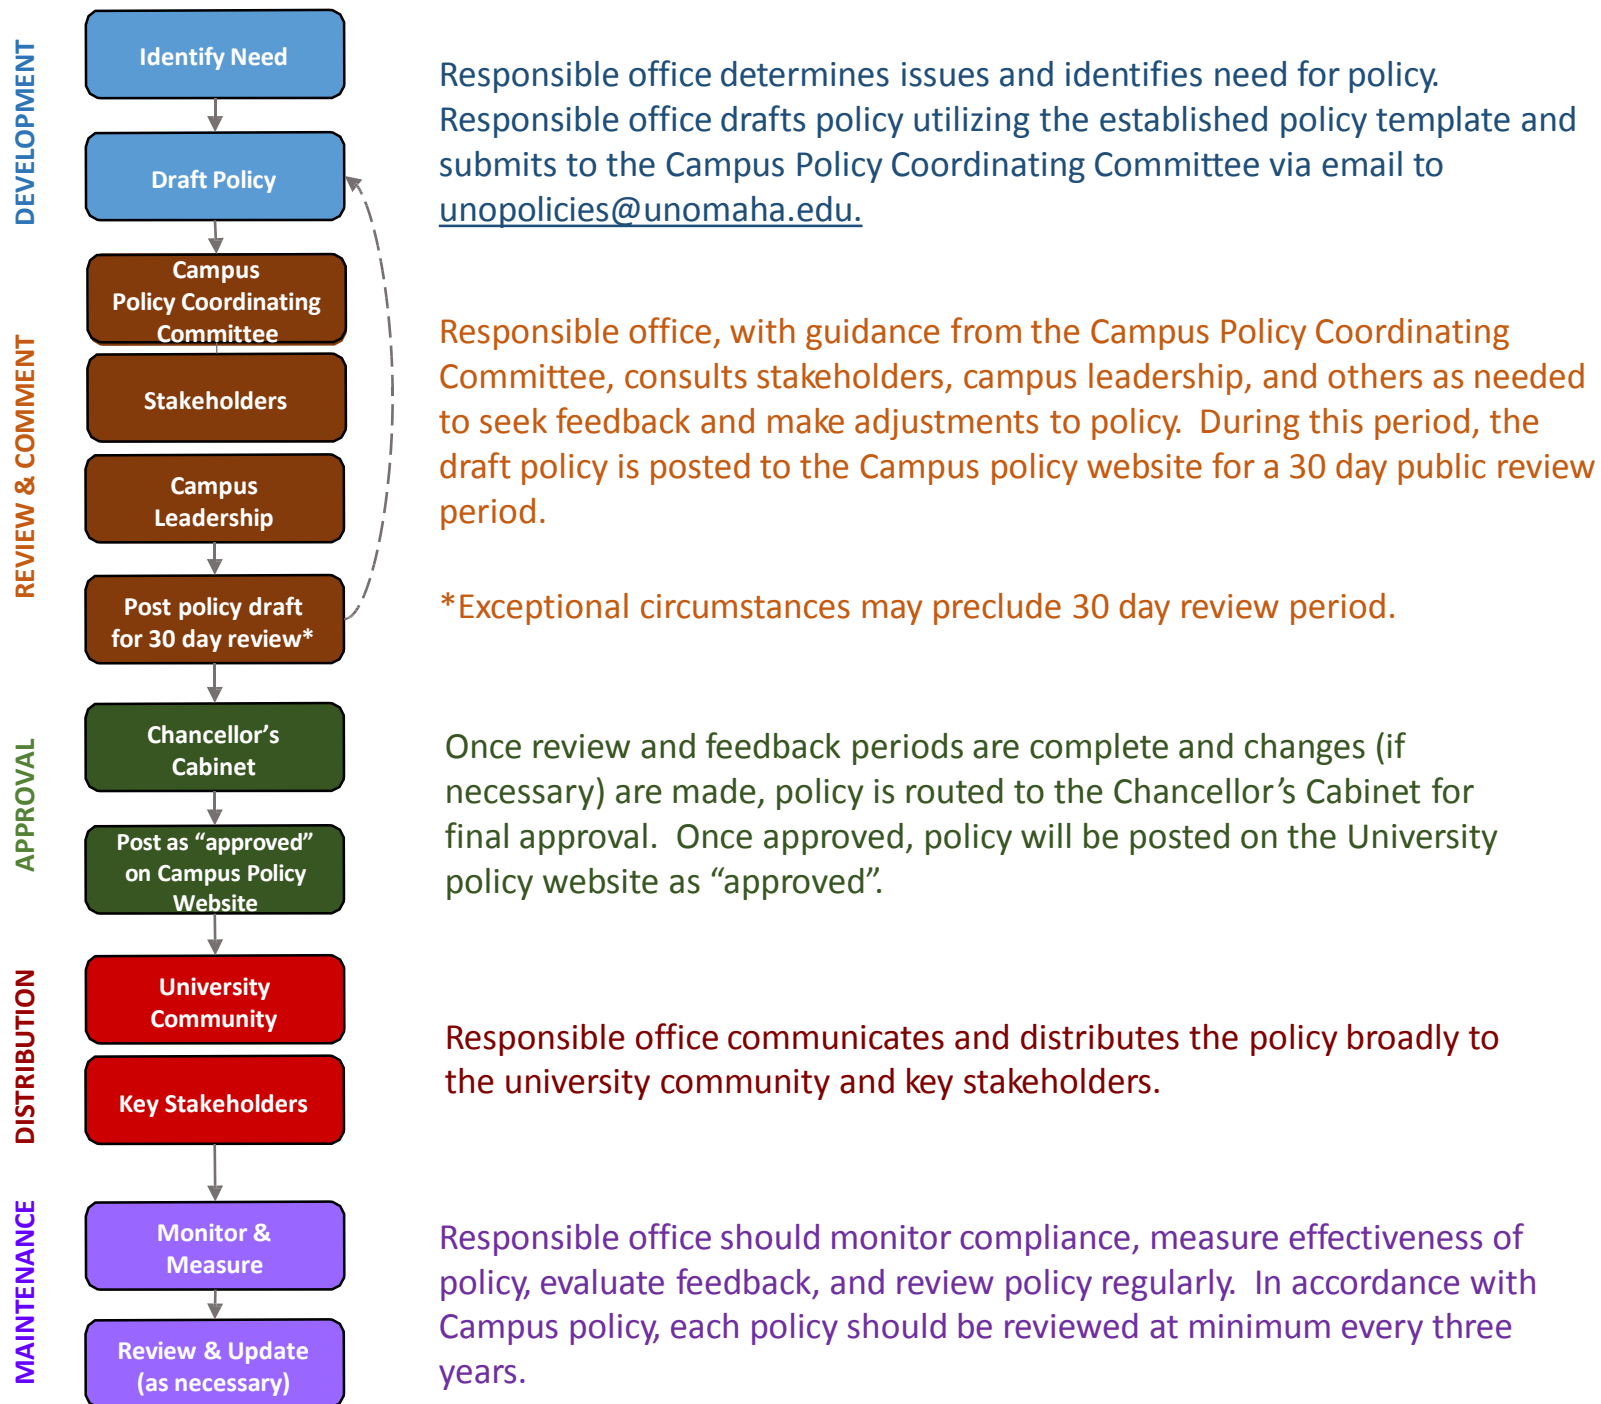 DEVELOPMENT
Identify Need
Draft Policy
Responsible office determines issues and identifies need for policy.
Responsible office drafts policy utilizing the established policy template and
submits to the Campus Policy Coordinating Committee via email to
unopolicies@unomaha.edu.
REVIEW & COMMENT
Campus
Policy Coordinating
Committee
Stakeholders
Campus
Leadership
Post policy draft
for 30 day review*
Responsible office, with guidance from the Campus Policy Coordinating
Committee, consults stakeholders, campus leadership, and others as needed
to seek feedback and make adjustments to policy.  During this period, the
draft policy is posted to the Campus policy website for a 30 day public review
period.
*Exceptional circumstances may preclude 30 day review period.
APPROVAL
Chancellor’s
Cabinet
Post as “approved”
on Campus Policy
Website
Once review and feedback periods are complete and changes (if
necessary) are made, policy is routed to the Chancellor’s Cabinet for
final approval.  Once approved, policy will be posted on the University
policy website as “approved”.
DISTRIBUTION
University
Community
Key Stakeholders
Responsible office communicates and distributes the policy broadly to
the university community and key stakeholders.
MAINTENANCE
Monitor &
Measure
Review & Update
(as necessary)
Responsible office should monitor compliance, measure effectiveness of
policy, evaluate feedback, and review policy regularly.  In accordance with
Campus policy, each policy should be reviewed at minimum every three
years.